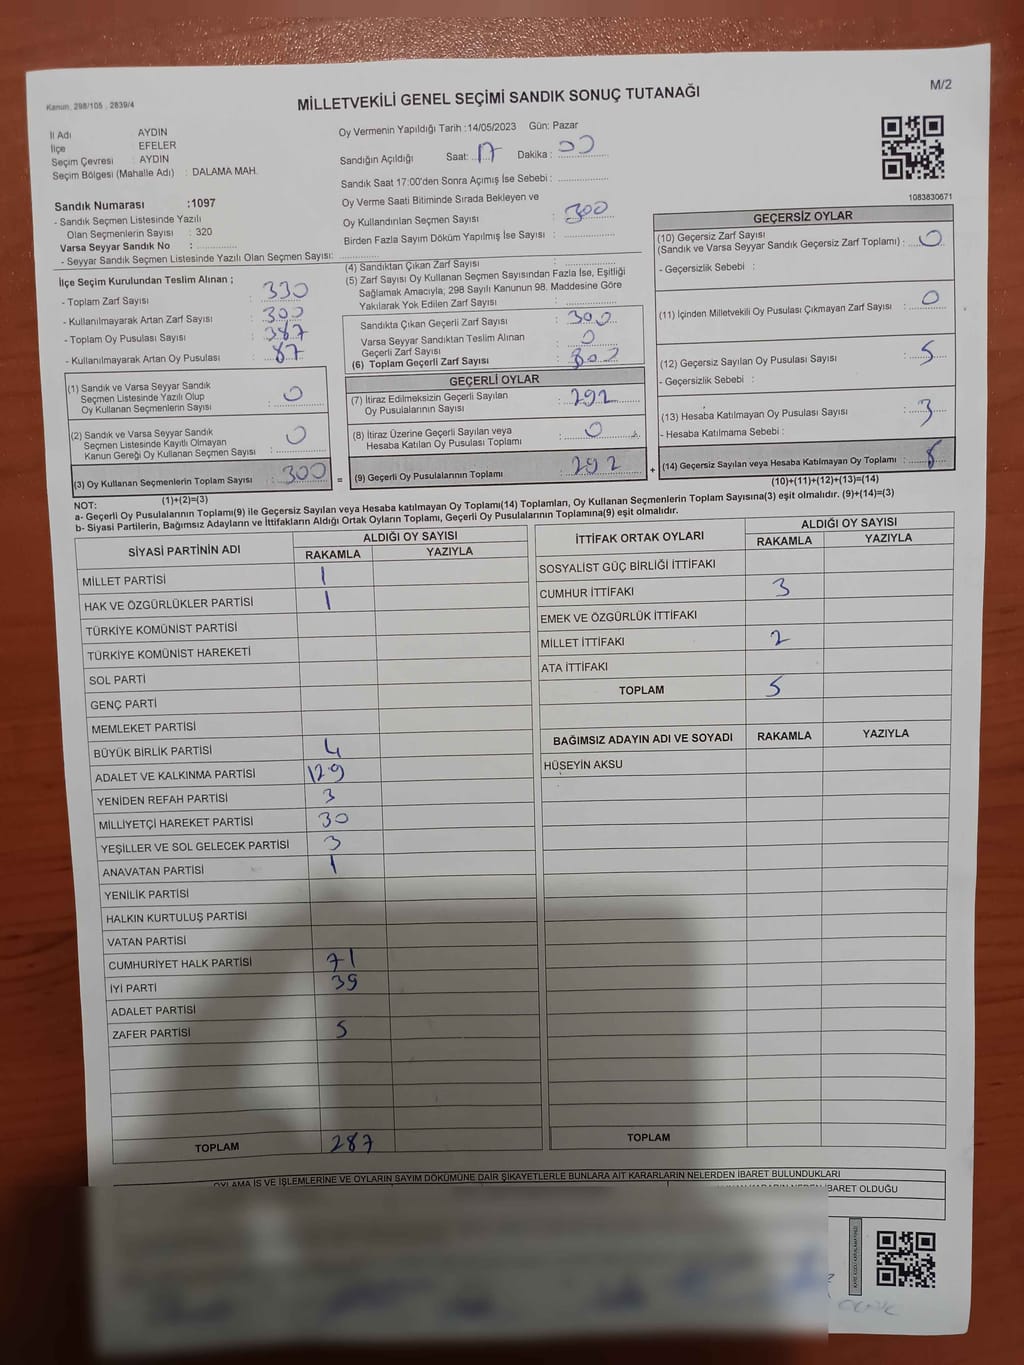 Kanun 298/105 , 2839/4
MİLLETVEKİLİ GENEL SEÇİMİ SANDIK SONUÇ TUTANAĞI
M/2
İl Adı AYDIN
İlçe EFELER
Seçim Çevresi : AYDIN
Seçim Bölgesi (Mahalle Adı) : DALAMA MAH.
Sandık Numarası :1097
- Sandık Seçmen Listesinde Yazılı
Olan Seçmenlerin Sayısı : 320
Varsa Seyyar Sandık No :
- Seyyar Sandık Seçmen Listesinde Yazılı Olan Seçmen Sayısı:
Oy Vermenin Yapıldığı Tarih :14/05/2023 Gün: Pazar
Sandığın Açıldığı Saat: 17 Dakika : 00
Sandık Saat 17:00'den Sonra Açımış İse Sebebi :
Oy Verme Saati Bitiminde Sırada Bekleyen ve
Oy Kullandırılan Seçmen Sayısı : 300
Birden Fazla Sayım Döküm Yapılmış İse Sayısı :
1083830671
İlçe Seçim Kurulundan Teslim Alınan ;
- Toplam Zarf Sayısı : 330
- Kullanılmayarak Artan Zarf Sayısı : 300
- Toplam Oy Pusulası Sayısı : 387
- Kullanılmayarak Artan Oy Pusulası : 87
(1) Sandık ve Varsa Seyyar Sandık
Seçmen Listesinde Yazılı Olup
Oy Kullanan Seçmenlerin Sayısı : 0
(2) Sandık ve Varsa Seyyar Sandık
Seçmen Listesinde Kayıtlı Olmayan
Kanun Gereği Oy Kullanan Seçmen Sayısı : 0
(3) Oy Kullanan Seçmenlerin Toplam Sayısı : 300
(1)+(2)=(3)
=
(4) Sandıktan Çıkan Zarf Sayısı :
(5) Zarf Sayısı Oy Kullanan Seçmen Sayısından Fazla İse, Eşitliği
Sağlamak Amacıyla, 298 Sayılı Kanunun 98. Maddesine Göre
Yakılarak Yok Edilen Zarf Sayısı :
Sandıkta Çıkan Geçerli Zarf Sayısı : 300
Varsa Seyyar Sandıktan Teslim Alınan
Geçerli Zarf Sayısı : 0
(6) Toplam Geçerli Zarf Sayısı : 300
GEÇERLİ OYLAR
(7) İtiraz Edilmeksizin Geçerli Sayılan
Oy Pusulalarının Sayısı : 292
(8) İtiraz Üzerine Geçerli Sayılan veya
Hesaba Katılan Oy Pusulaları Toplamı : 0
(9) Geçerli Oy Pusulalarının Toplamı : 292
+
GEÇERSİZ OYLAR
(10) Geçersiz Zarf Sayısı
(Sandık ve Varsa Seyyar Sandık Geçersiz Zarf Toplamı) : 0
- Geçersizlik Sebebi :
(11) İçinden Milletvekili Oy Pusulası Çıkmayan Zarf Sayısı : 0
(12) Geçersiz Sayılan Oy Pusulası Sayısı : 5
- Geçersizlik Sebebi :
(13) Hesaba Katılmayan Oy Pusulası Sayısı : 3
- Hesaba Katılmama Sebebi :
(14) Geçersiz Sayılan veya Hesaba Katılmayan Oy Toplamı : 8
(10)+(11)+(12)+(13)=(14)
NOT:
a- Geçerli Oy Pusulalarının Toplamı(9) ile Geçersiz Sayılan veya Hesaba katılmayan Oy Toplamı(14) Toplamları, Oy Kullanan Seçmenlerin Toplam Sayısına(3) eşit olmalıdır. (9)+(14)=(3)
b- Siyasi Partilerin, Bağımsız Adayların ve İttifakların Aldığı Ortak Oyların Toplamı, Geçerli Oy Pusulalarının Toplamına(9) eşit olmalıdır.
SİYASİ PARTİNİN ADI ALDIĞI OY SAYISI
RAKAMLA YAZIYLA
MİLLET PARTİSİ 1
HAK VE ÖZGÜRLÜKLER PARTİSİ 1
TÜRKİYE KOMÜNİST PARTİSİ
TÜRKİYE KOMÜNİST HAREKETİ
SOL PARTİ
GENÇ PARTİ
MEMLEKET PARTİSİ
BÜYÜK BİRLİK PARTİSİ 4
ADALET VE KALKINMA PARTİSİ 129
YENİDEN REFAH PARTİSİ 3
MİLLİYETÇİ HAREKET PARTİSİ 30
YEŞİLLER VE SOL GELECEK PARTİSİ 3
ANAVATAN PARTİSİ 1
YENİLİK PARTİSİ
HALKIN KURTULUŞ PARTİSİ
VATAN PARTİSİ
CUMHURİYET HALK PARTİSİ 71
İYİ PARTİ 39
ADALET PARTİSİ
ZAFER PARTİSİ 5
TOPLAM 287
İTTİFAK ORTAK OYLARI ALDIĞI OY SAYISI
RAKAMLA YAZIYLA
SOSYALİST GÜÇ BİRLİĞİ İTTİFAKI
CUMHUR İTTİFAKI 3
EMEK VE ÖZGÜRLÜK İTTİFAKI
MİLLET İTTİFAKI 2
ATA İTTİFAKI
TOPLAM 5
BAĞIMSIZ ADAYIN ADI VE SOYADI RAKAMLA YAZIYLA
HÜSEYİN AKSU
TOPLAM
OYLAMA İŞ VE İŞLEMLERİNE VE OYLARIN SAYIM DÖKÜMÜNE DAİR ŞİKAYETLERLE BUNLARA AİT KARARLARIN NELERDEN İBARET BULUNDUKLARI
KARARIN NEDEN İBARET OLDUĞU